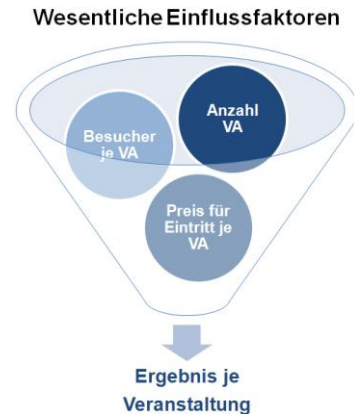 Wesentliche Einflussfaktoren
Besucher
je VA
Anzahl
VA
Preis für
Eintritt je
VA
Ergebnis je
Veranstaltung